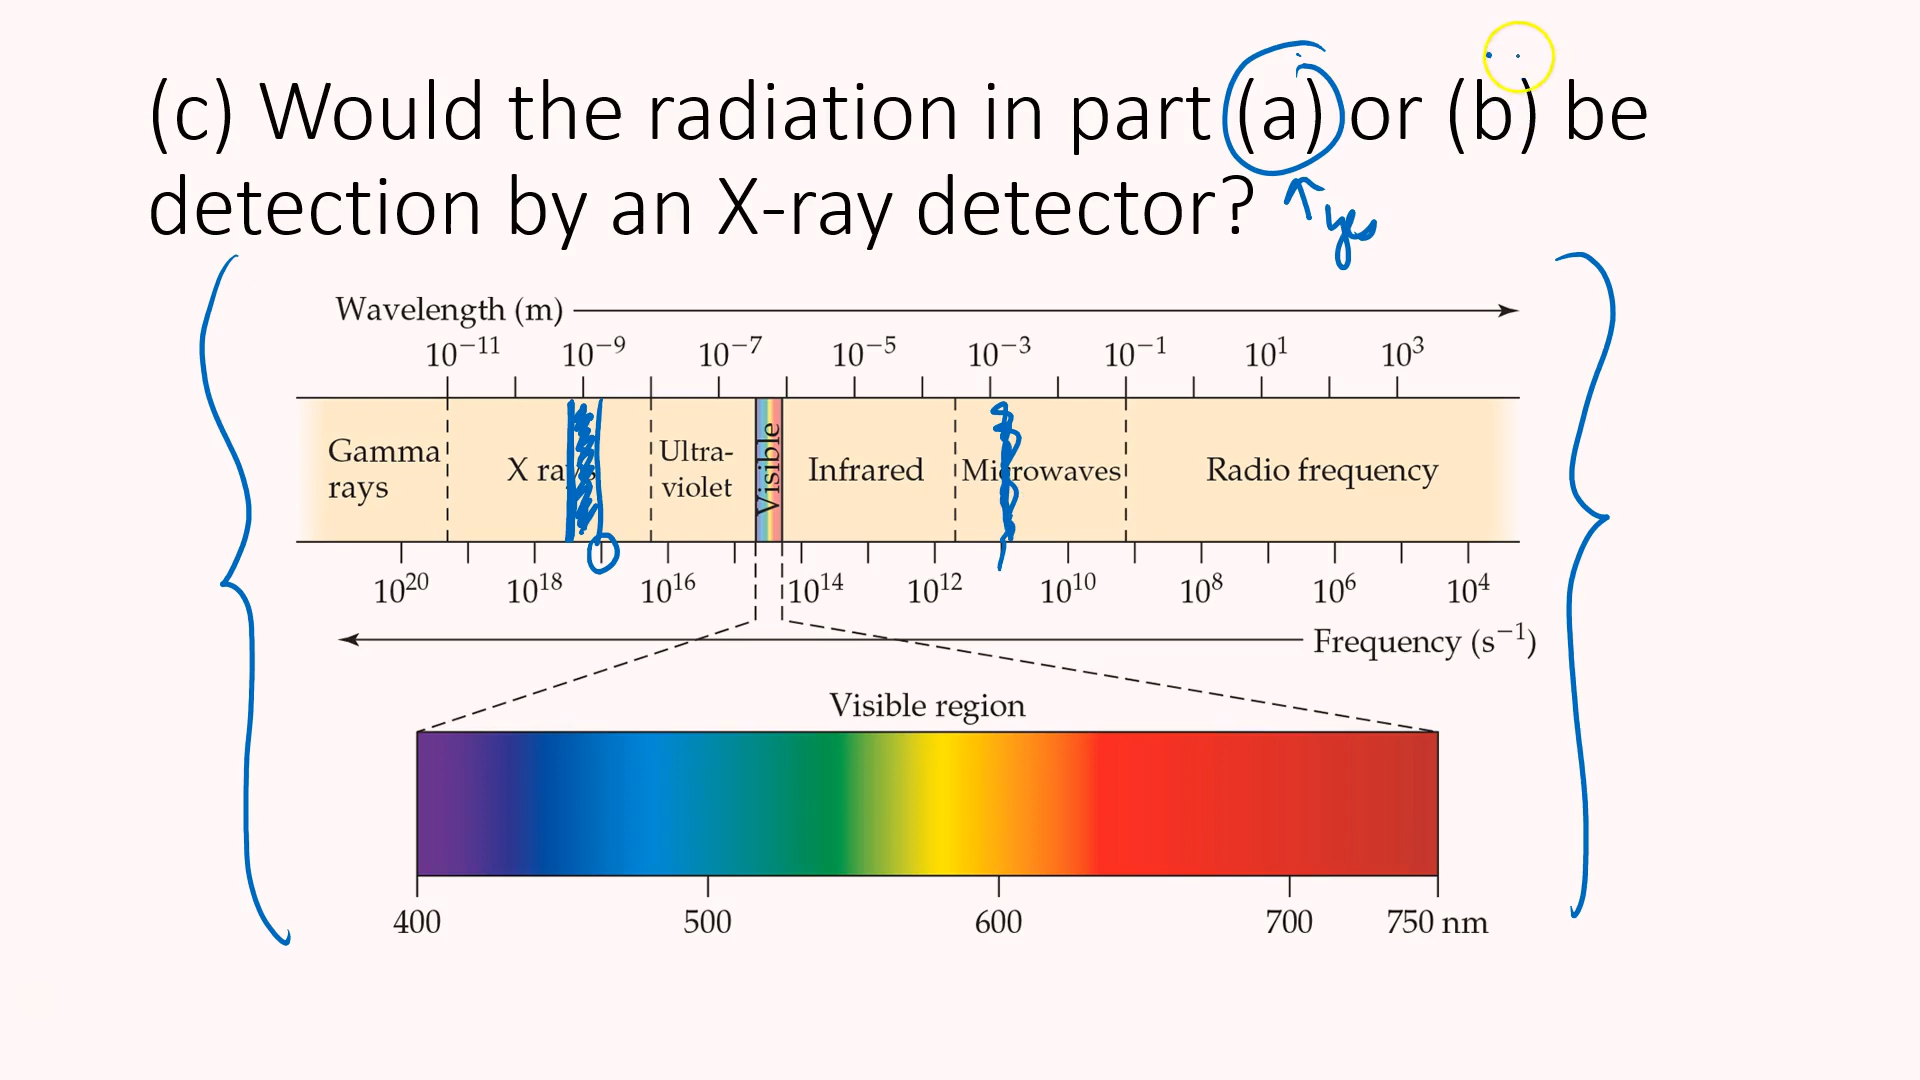 (c) Would the radiation in part (a) or (b) be
detection by an X-ray detector?
yes
Wavelength (m)
10⁻¹¹ 10⁻⁹ 10⁻⁷ 10⁻⁵ 10⁻³ 10⁻¹ 10¹ 10³
Gamma rays X rays Ultra-violet Visible Infrared Microwaves Radio frequency
10²⁰ 10¹⁸ 10¹⁶ 10¹⁴ 10¹² 10¹⁰ 10⁸ 10⁶ 10⁴
Frequency (s⁻¹)
Visible region
400 500 600 700 750 nm